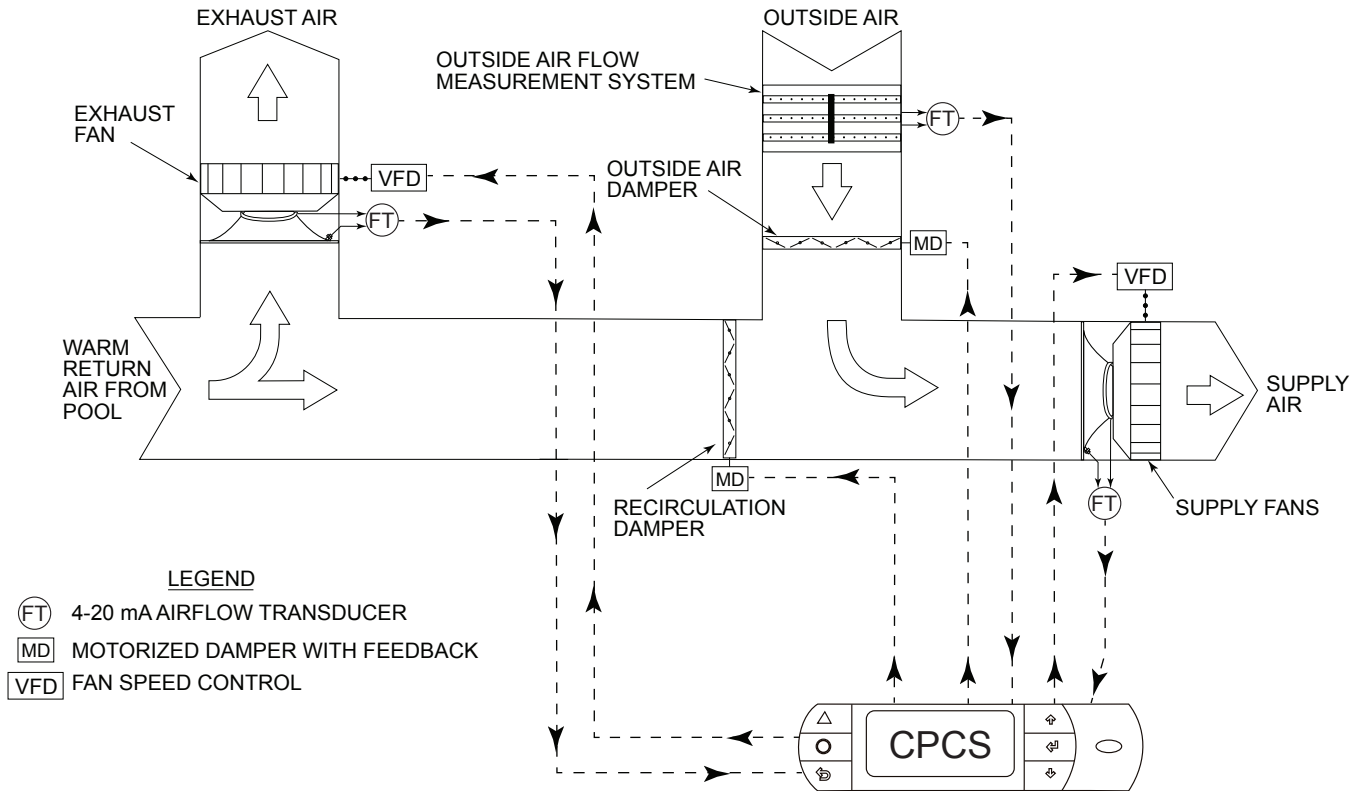 EXHAUST AIR
OUTSIDE AIR
OUTSIDE AIR FLOW
MEASUREMENT SYSTEM
EXHAUST
FAN
FT
VFD
OUTSIDE AIR
DAMPER
FT
MD
VFD
WARM
RETURN
AIR FROM
POOL
SUPPLY
AIR
MD
RECIRCULATION
DAMPER
FT
SUPPLY FANS
LEGEND
FT 4-20 mA AIRFLOW TRANSDUCER
MD MOTORIZED DAMPER WITH FEEDBACK
VFD FAN SPEED CONTROL
CPCS